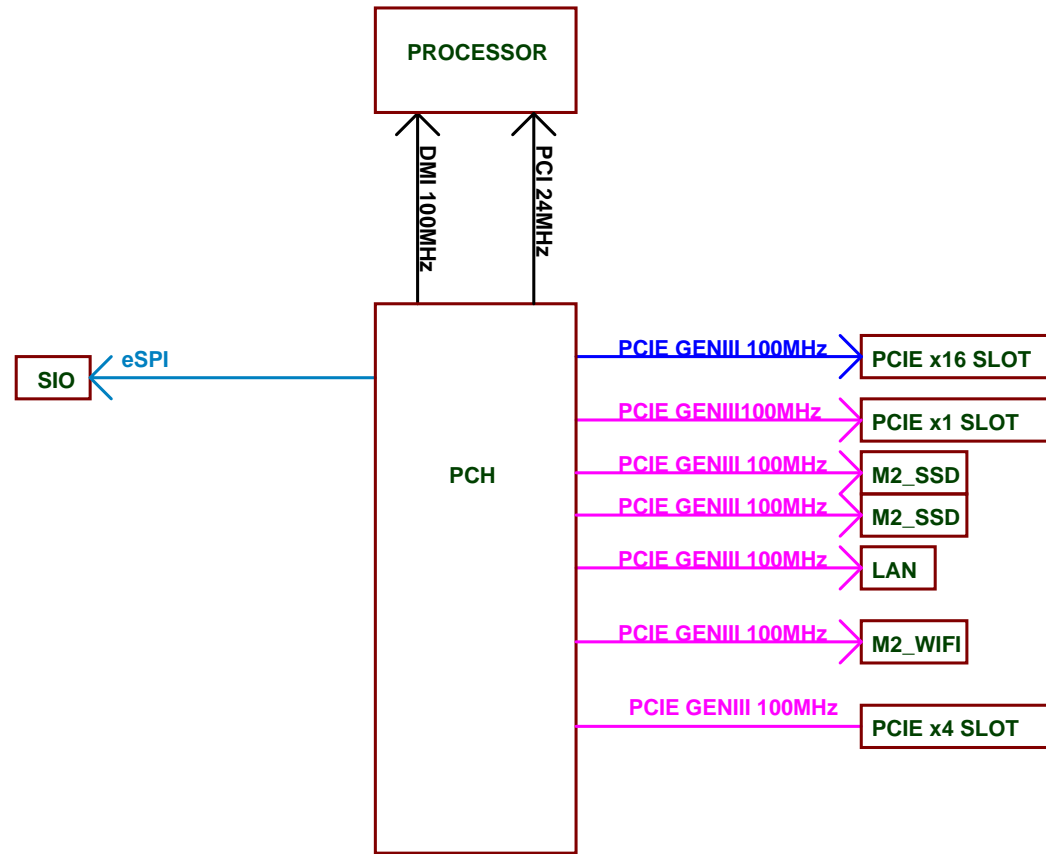 PROCESSOR
DMI 100MHz
PCI 24MHz
eSPI
SIO
PCH
PCIE GENIII 100MHz
PCIE x16 SLOT
PCIE GENIII100MHz
PCIE x1 SLOT
PCIE GENIII 100MHz
M2_SSD
PCIE GENIII 100MHz
M2_SSD
PCIE GENIII 100MHz
LAN
PCIE GENIII 100MHz
M2_WIFI
PCIE GENIII 100MHz
PCIE x4 SLOT